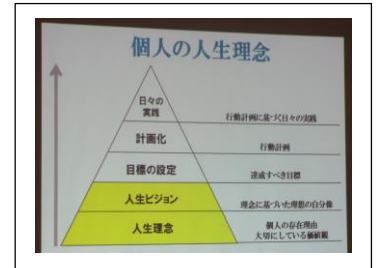 個人の人生理念
日々の
実践
行動計画に基づく日々の実践
計画化
行動計画
目標の設定
達成すべき目標
人生ビジョン
理念に基づいた理想の自分像
人生理念
個人の存在理由
大切にしている価値観